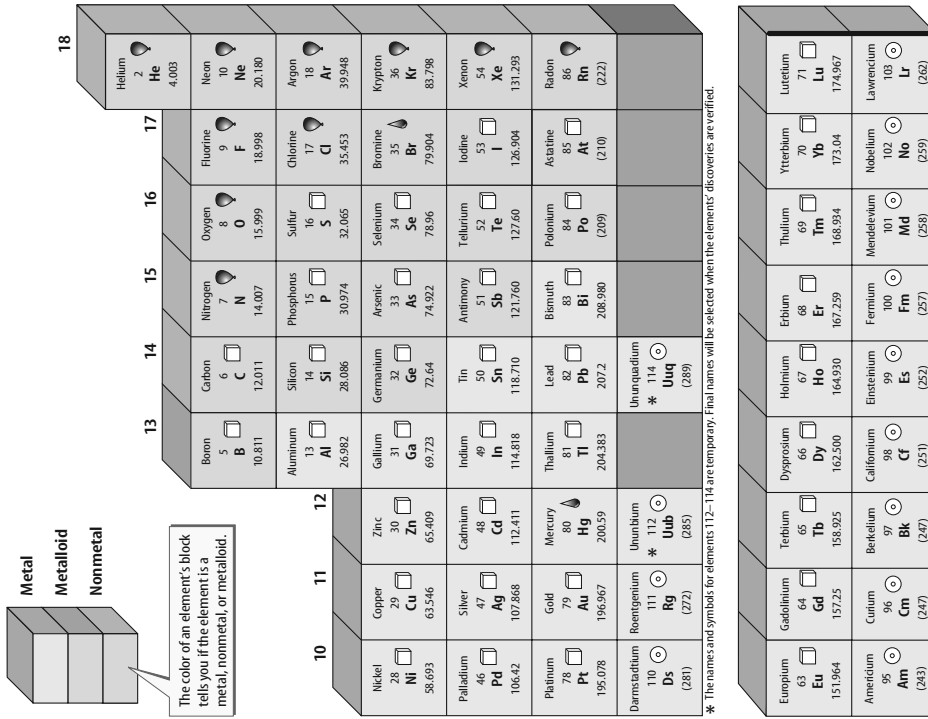 Metal
Metalloid
Nonmetal
The color of an element's block
tells you if the element is a
metal, nonmetal, or metalloid.
10
11
12
13
14
15
16
17
18
Helium
2
He
4.003
Boron
5
B
10.811
Carbon
6
C
12.011
Nitrogen
7
N
14.007
Oxygen
8
O
15.999
Fluorine
9
F
18.998
Neon
10
Ne
20.180
Aluminum
13
Al
26.982
Silicon
14
Si
28.086
Phosphorus
15
P
30.974
Sulfur
16
S
32.065
Chlorine
17
Cl
35.453
Argon
18
Ar
39.948
Nickel
28
Ni
58.693
Copper
29
Cu
63.546
Zinc
30
Zn
65.409
Gallium
31
Ga
69.723
Germanium
32
Ge
72.64
Arsenic
33
As
74.922
Selenium
34
Se
78.96
Bromine
35
Br
79.904
Krypton
36
Kr
83.798
Palladium
46
Pd
106.42
Silver
47
Ag
107.868
Cadmium
48
Cd
112.411
Indium
49
In
114.818
Tin
50
Sn
118.710
Antimony
51
Sb
121.760
Tellurium
52
Te
127.60
Iodine
53
I
126.904
Xenon
54
Xe
131.293
Platinum
78
Pt
195.078
Gold
79
Au
196.967
Mercury
80
Hg
200.59
Thallium
81
Tl
204.383
Lead
82
Pb
207.2
Bismuth
83
Bi
208.980
Polonium
84
Po
(209)
Astatine
85
At
(210)
Radon
86
Rn
(222)
Darmstadtium
110
Ds
(281)
Roentgenium
111
Rg
(272)
Ununbium
* 112
Uub
(285)
Ununquadium
* 114
Uuq
(289)
* The names and symbols for elements 112–114 are temporary. Final names will be selected when the elements' discoveries are verified.
Europium
63
Eu
151.964
Gadolinium
64
Gd
157.25
Terbium
65
Tb
158.925
Dysprosium
66
Dy
162.500
Holmium
67
Ho
164.930
Erbium
68
Er
167.259
Thulium
69
Tm
168.934
Ytterbium
70
Yb
173.04
Lutetium
71
Lu
174.967
Americium
95
Am
(243)
Curium
96
Cm
(247)
Berkelium
97
Bk
(247)
Californium
98
Cf
(251)
Einsteinium
99
Es
(252)
Fermium
100
Fm
(257)
Mendelevium
101
Md
(258)
Nobelium
102
No
(259)
Lawrencium
103
Lr
(262)